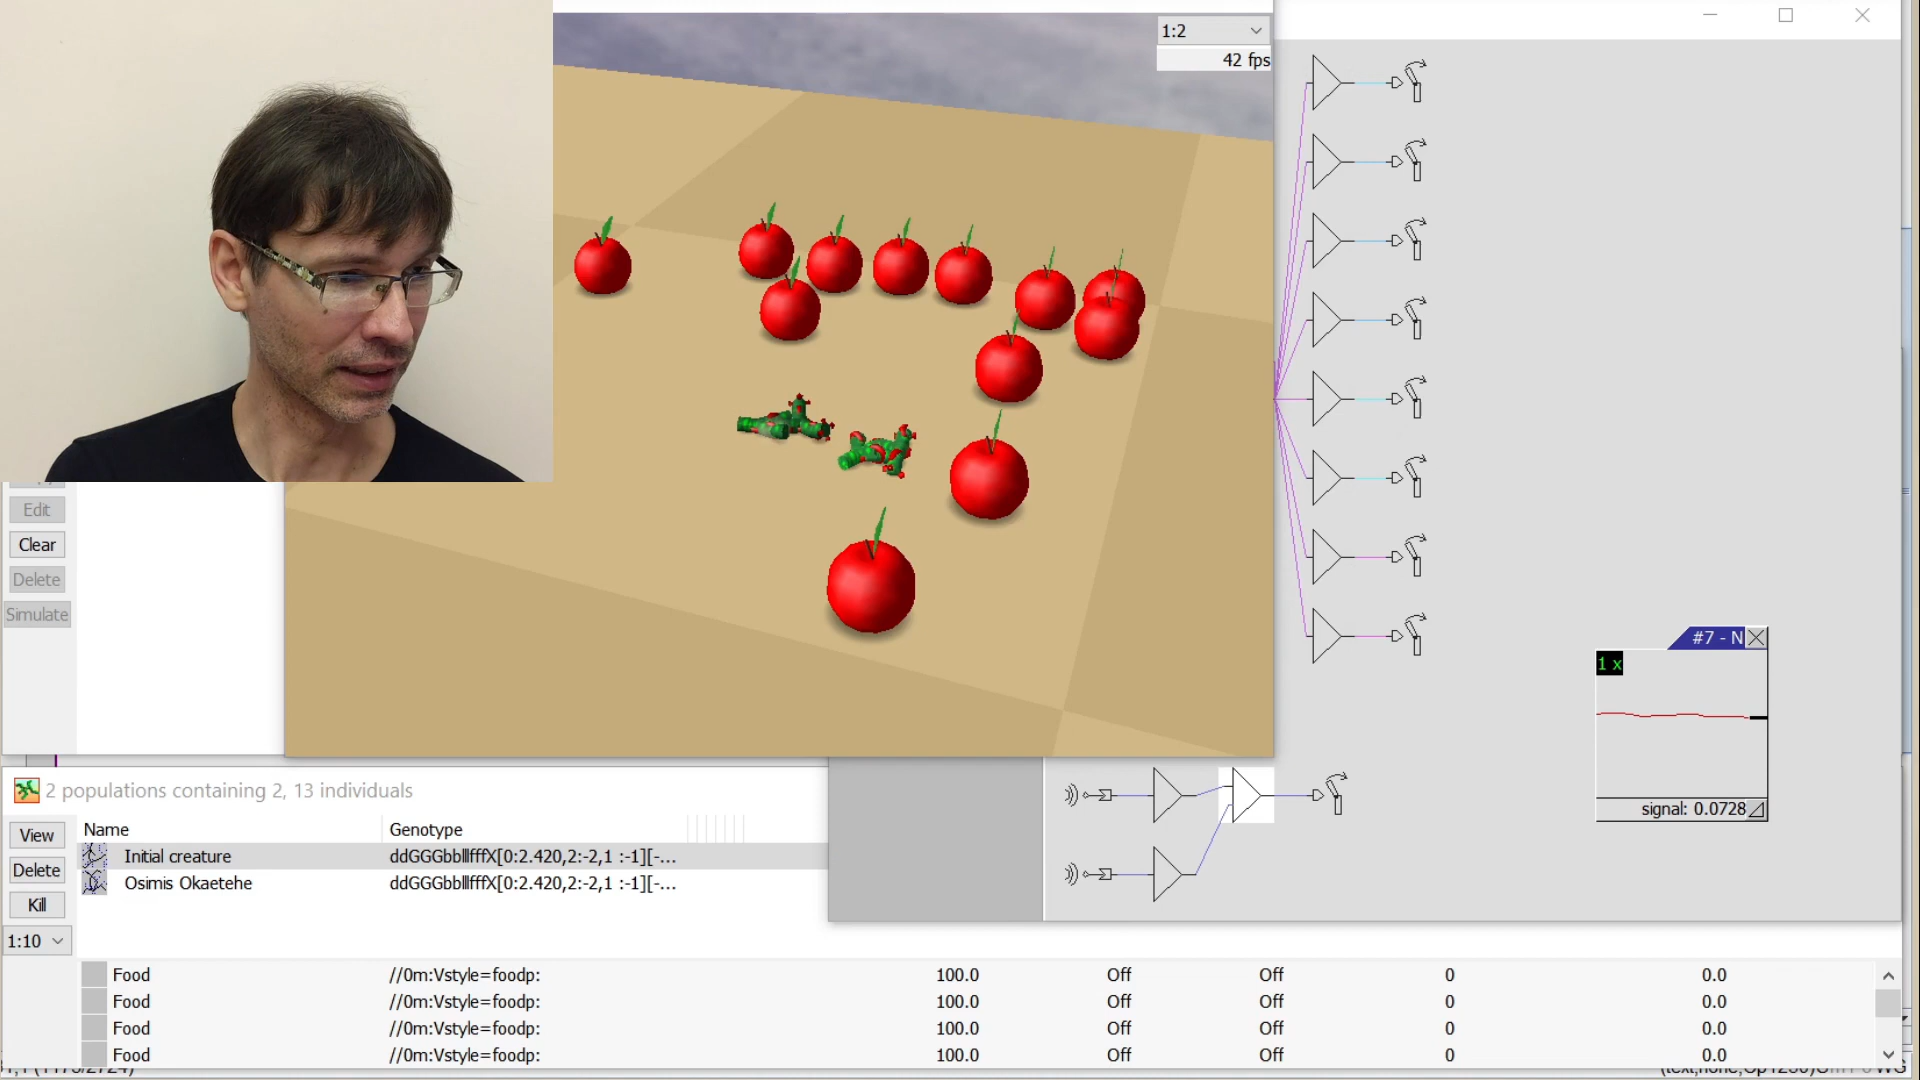 1:2
42 fps
Edit
Clear
Delete
Simulate
#7 - N
1 x
signal: 0.0728
2 populations containing 2, 13 individuals
View
Delete
Kill
1:10
Name Genotype
Initial creature ddGGGbblllfffX[0:2.420,2:-2,1 :-1][-...
Osimis Okaetehe ddGGGbblllfffX[0:2.420,2:-2,1 :-1][-...
Food //0m:Vstyle=foodp: 100.0 Off Off 0 0.0
Food //0m:Vstyle=foodp: 100.0 Off Off 0 0.0
Food //0m:Vstyle=foodp: 100.0 Off Off 0 0.0
Food //0m:Vstyle=foodp: 100.0 Off Off 0 0.0